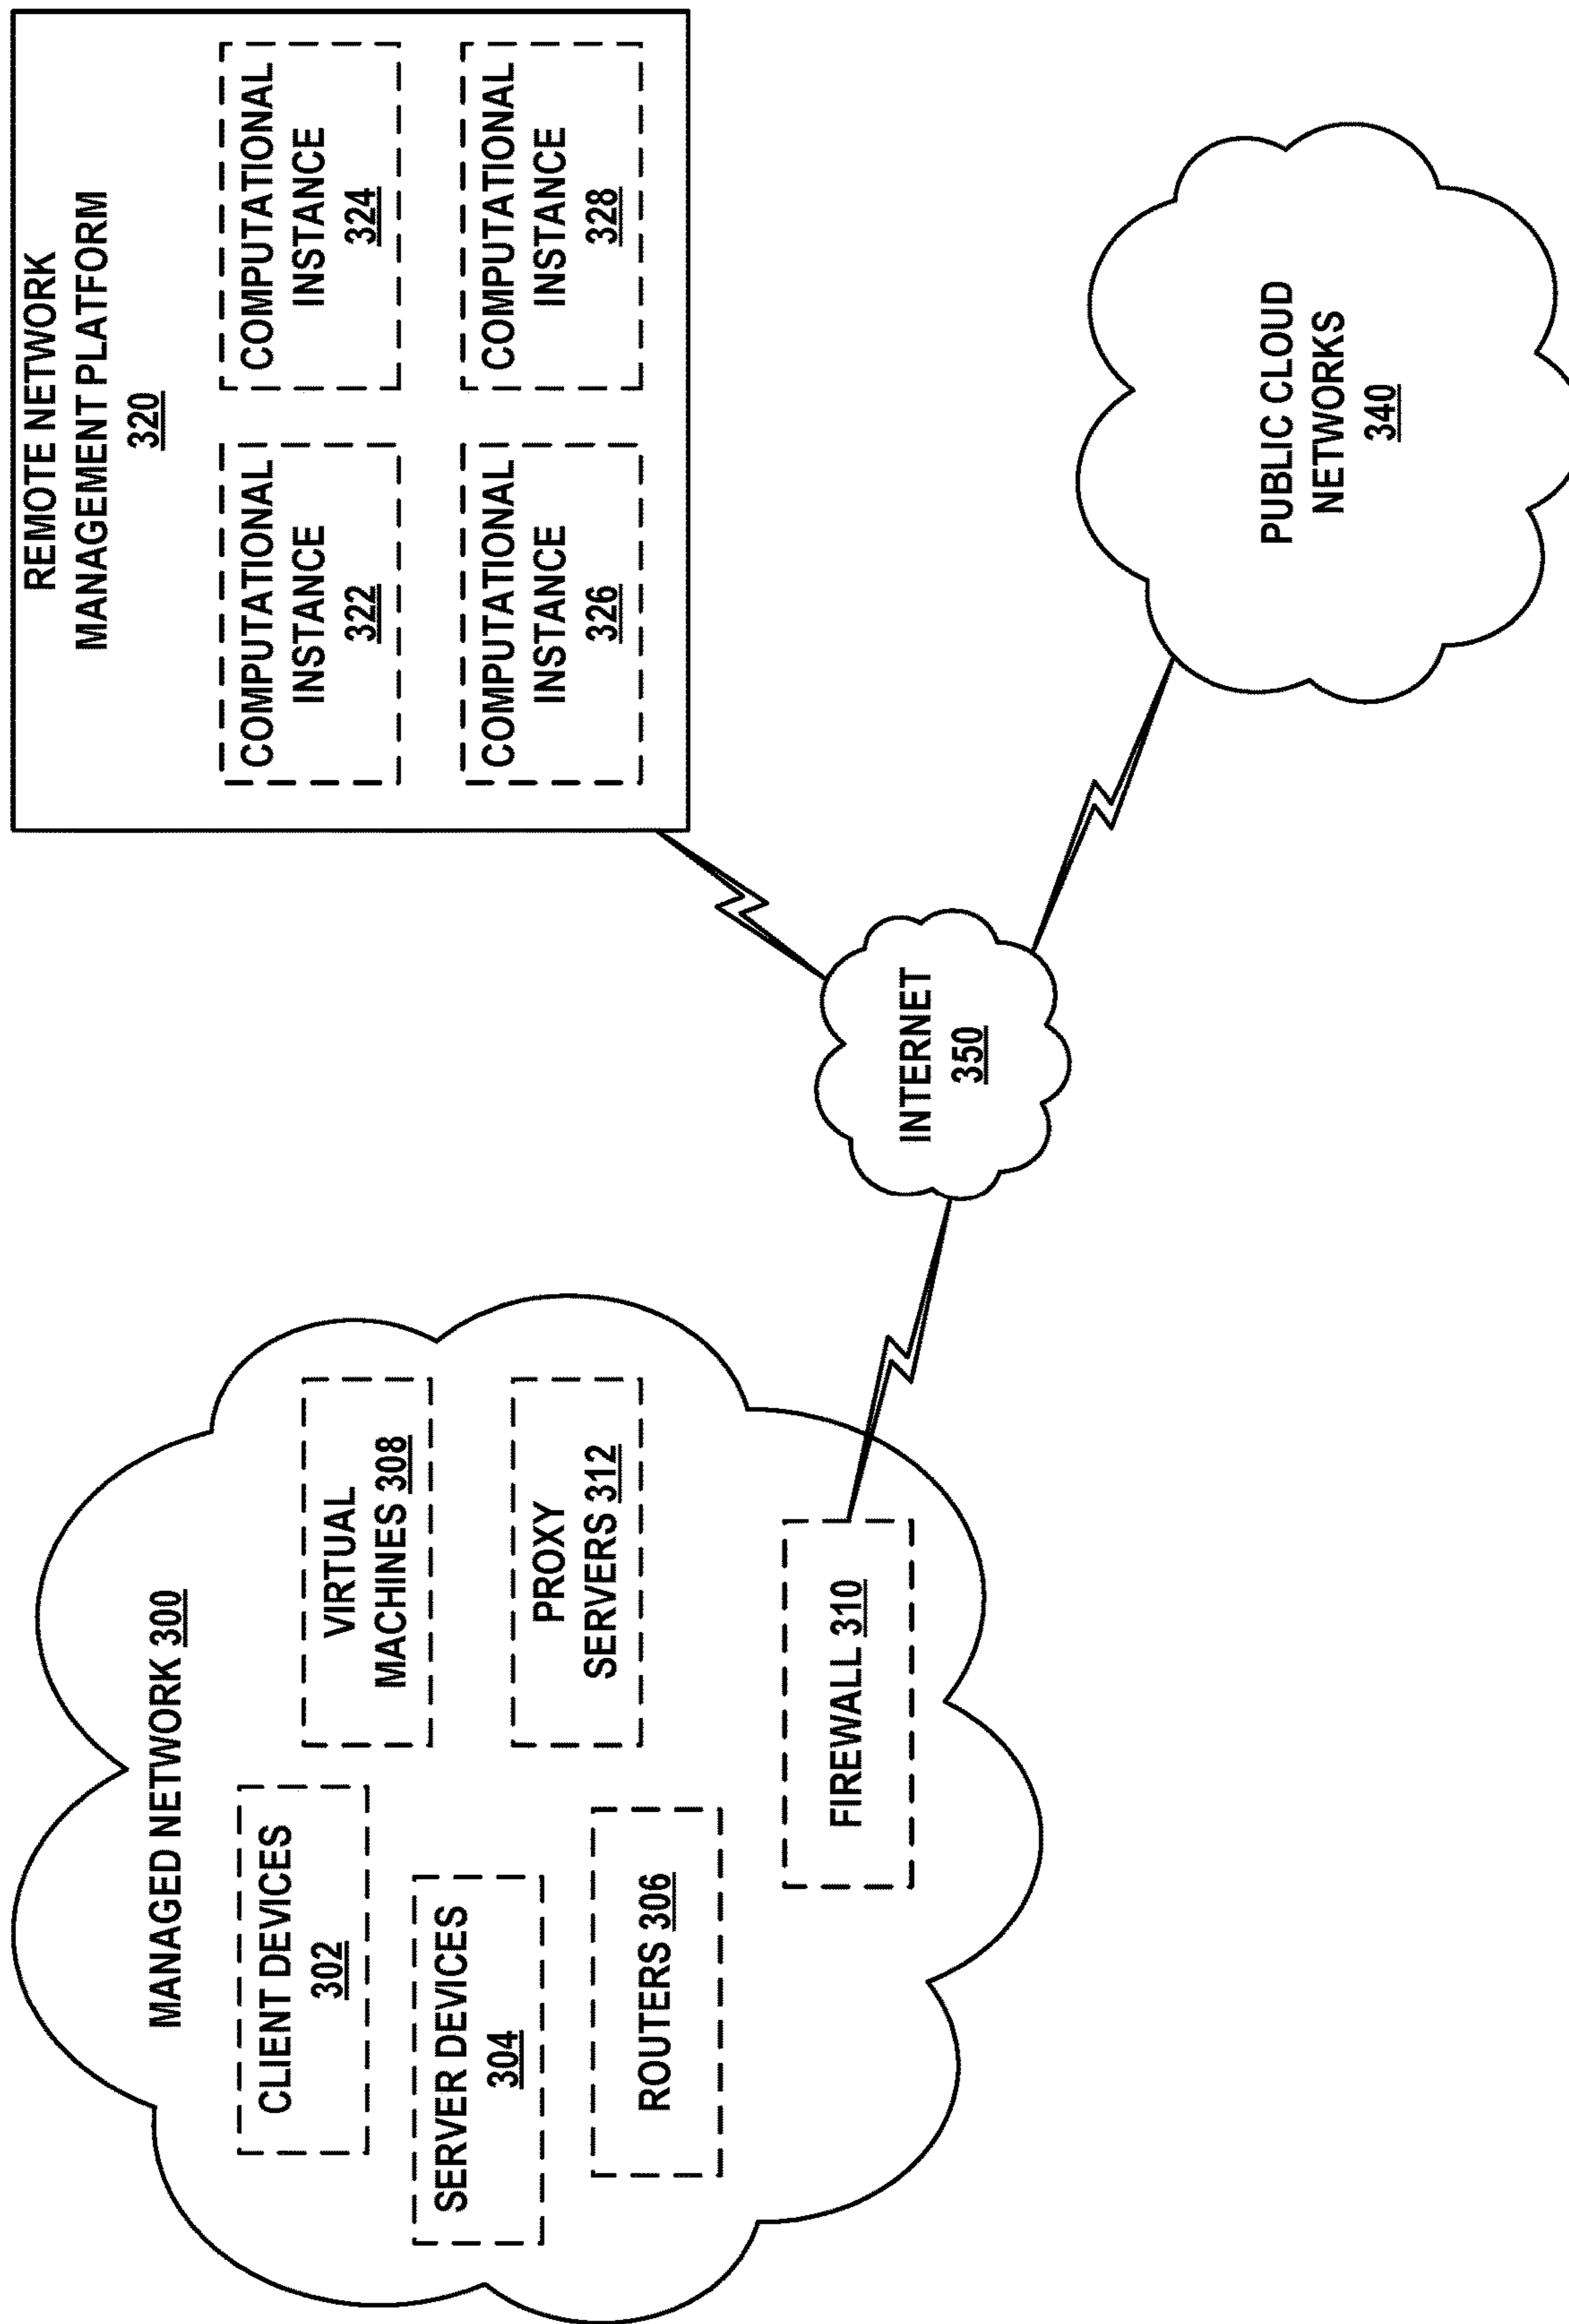 MANAGED NETWORK 300
CLIENT DEVICES
302
SERVER DEVICES
304
ROUTERS 306
VIRTUAL
MACHINES 308
PROXY
SERVERS 312
FIREWALL 310
INTERNET
350
REMOTE NETWORK
MANAGEMENT PLATFORM
320
COMPUTATIONAL
INSTANCE
322
COMPUTATIONAL
INSTANCE
324
COMPUTATIONAL
INSTANCE
326
COMPUTATIONAL
INSTANCE
328
PUBLIC CLOUD
NETWORKS
340